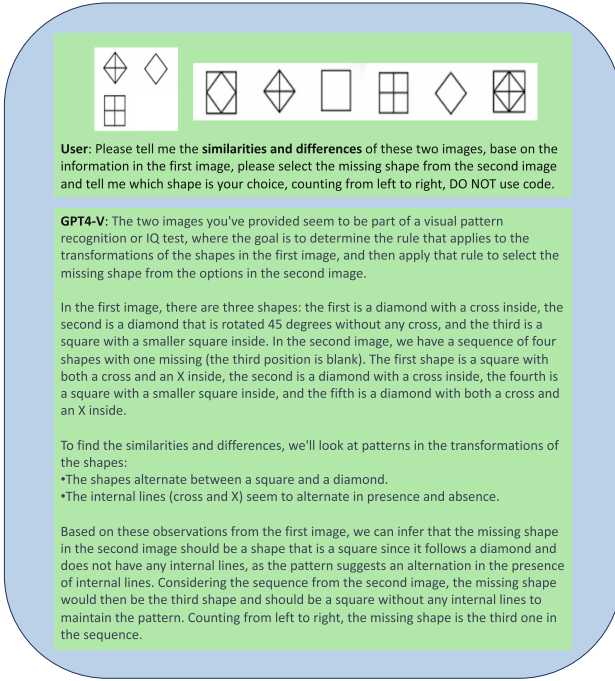 User: Please tell me the similarities and differences of these two images, base on the
information in the first image, please select the missing shape from the second image
and tell me which shape is your choice, counting from left to right, DO NOT use code.
GPT4-V: The two images you've provided seem to be part of a visual pattern
recognition or IQ test, where the goal is to determine the rule that applies to the
transformations of the shapes in the first image, and then apply that rule to select the
missing shape from the options in the second image.
In the first image, there are three shapes: the first is a diamond with a cross inside, the
second is a diamond that is rotated 45 degrees without any cross, and the third is a
square with a smaller square inside. In the second image, we have a sequence of four
shapes with one missing (the third position is blank). The first shape is a square with
both a cross and an X inside, the second is a diamond with a cross inside, the fourth is
a square with a smaller square inside, and the fifth is a diamond with both a cross and
an X inside.
To find the similarities and differences, we'll look at patterns in the transformations of
the shapes:
•The shapes alternate between a square and a diamond.
•The internal lines (cross and X) seem to alternate in presence and absence.
Based on these observations from the first image, we can infer that the missing shape
in the second image should be a shape that is a square since it follows a diamond and
does not have any internal lines, as the pattern suggests an alternation in the presence
of internal lines. Considering the sequence from the second image, the missing shape
would then be the third shape and should be a square without any internal lines to
maintain the pattern. Counting from left to right, the missing shape is the third one in
the sequence.